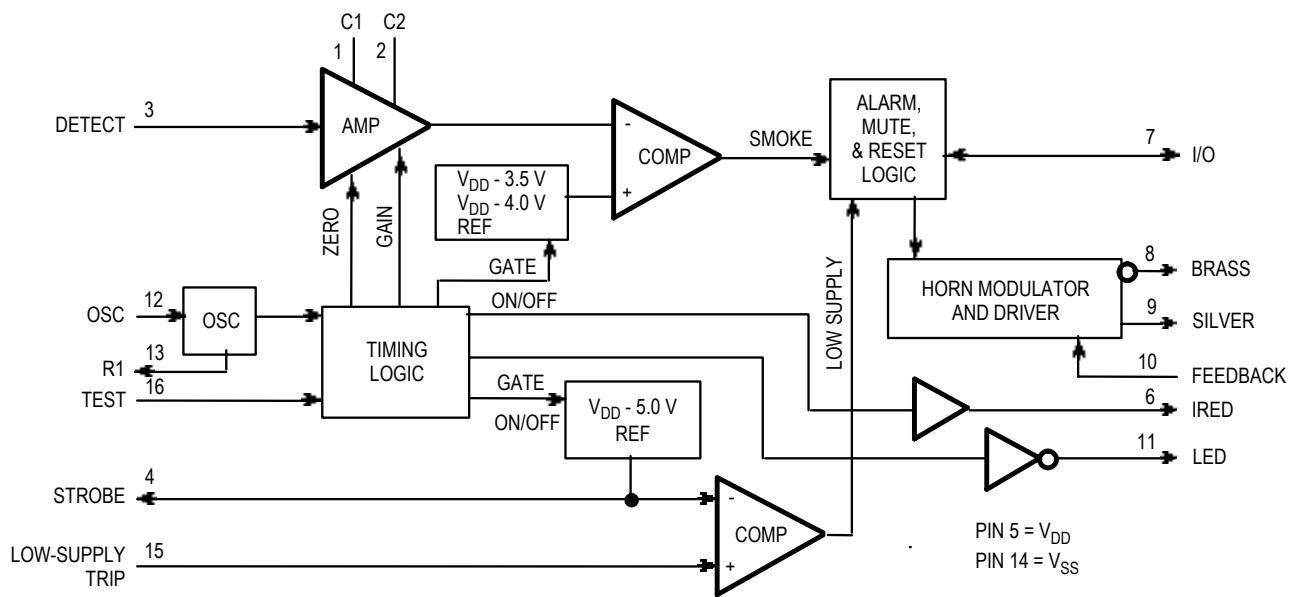 C1
C2
1
2
3
DETECT
AMP
-
+
COMP
SMOKE
ALARM,
MUTE,
& RESET
LOGIC
7
I/O
VDD - 3.5 V
VDD - 4.0 V
REF
ZERO
GAIN
GATE
ON/OFF
LOW SUPPLY
8
BRASS
HORN MODULATOR
AND DRIVER
9
SILVER
10
FEEDBACK
OSC
12
OSC
R1
13
TEST
16
TIMING
LOGIC
GATE
ON/OFF
VDD - 5.0 V
REF
6
IRED
11
LED
STROBE
4
-
+
COMP
LOW-SUPPLY
TRIP
15
PIN 5 = VDD
PIN 14 = VSS